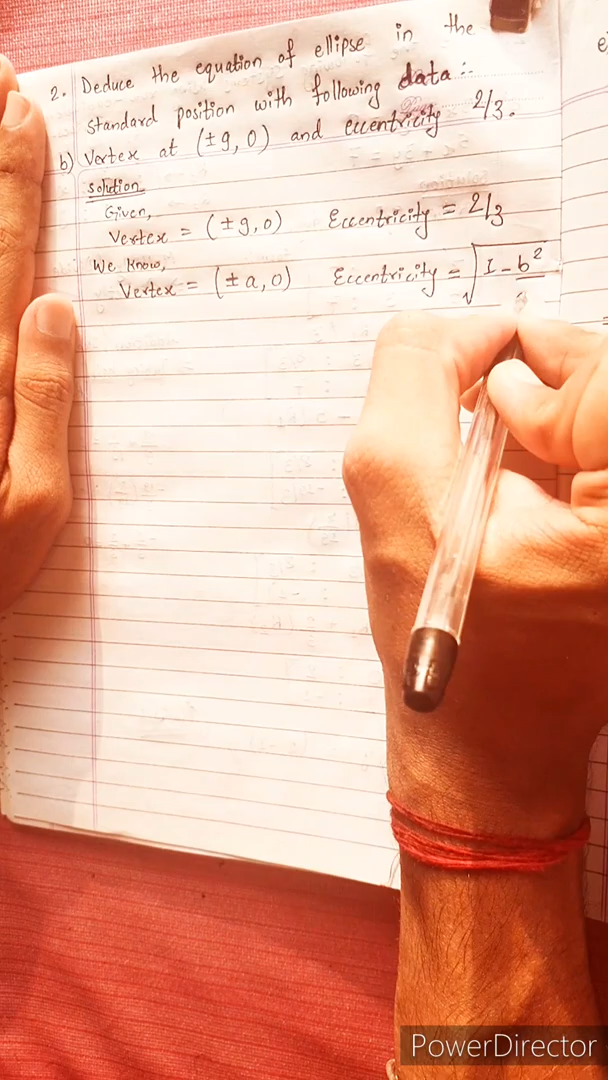 2. Deduce the equation of ellipse in the
standard position with following data :-
b) Vertex at (±9, 0) and eccentricity 2/3.
solution
Given,
Vertex = (±9, 0) Eccentricity = 2/3
We Know,
Vertex = (±a, 0) Eccentricity = √1 - b²
PowerDirector